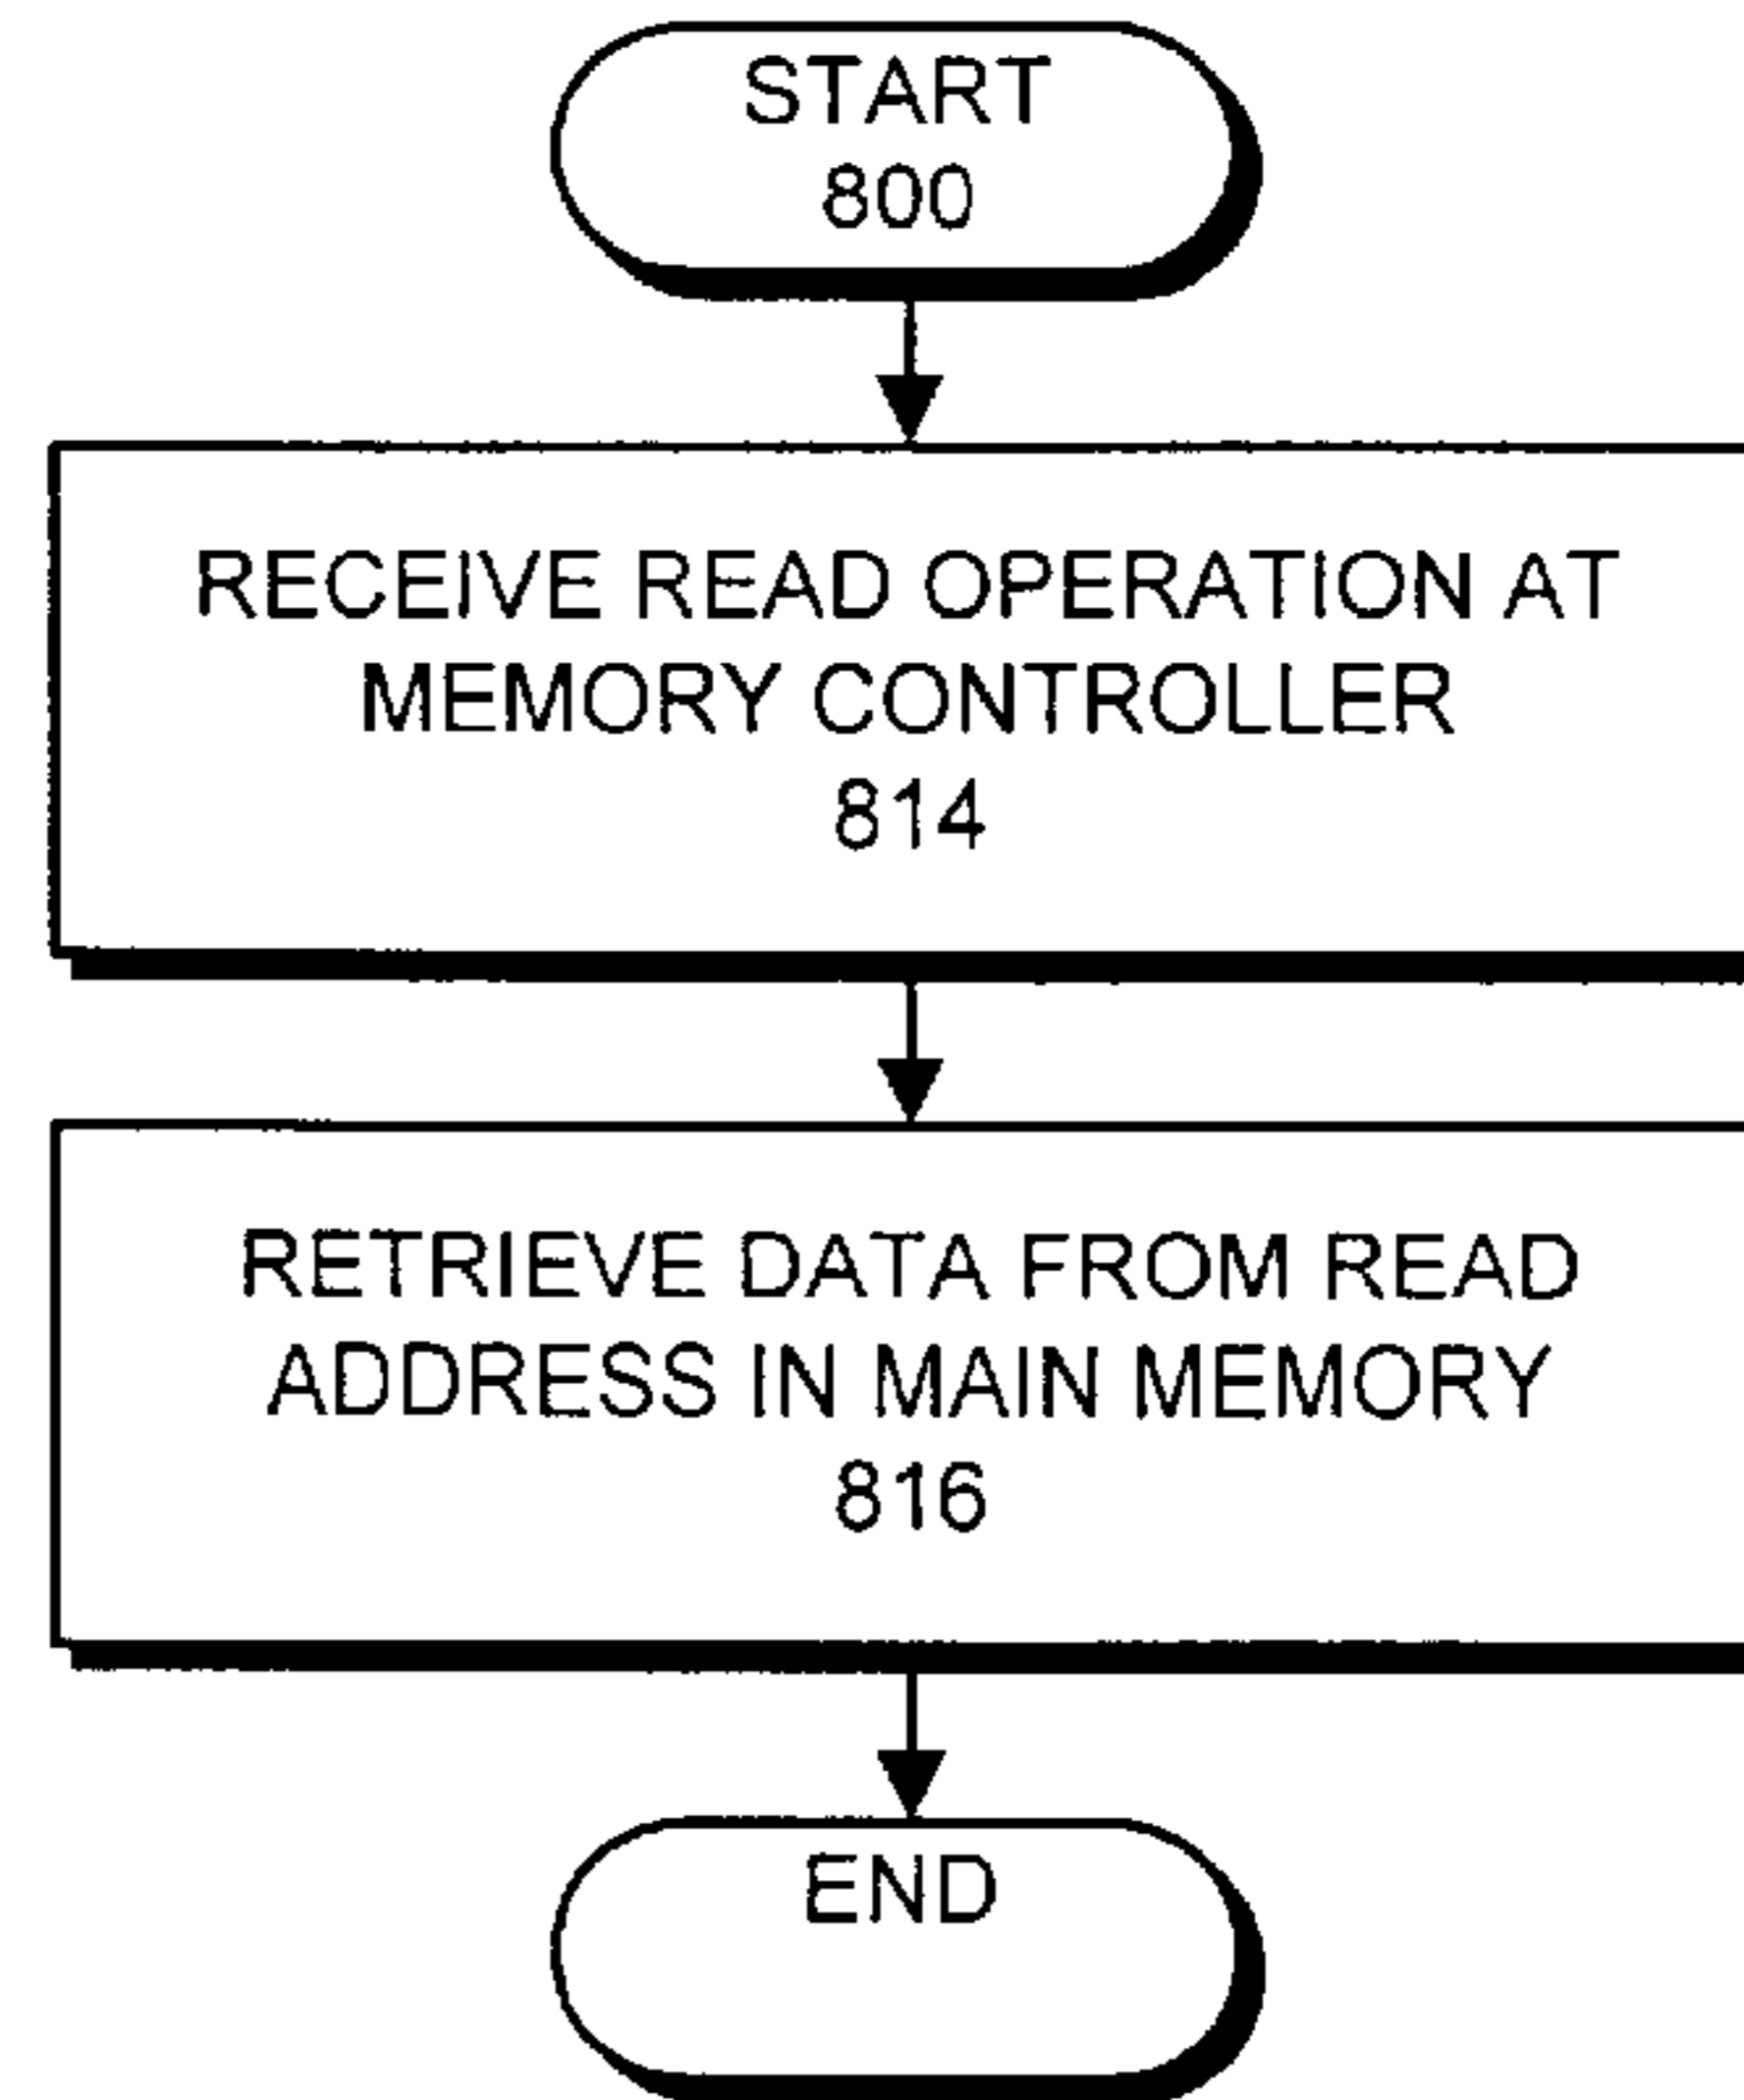 START
800
RECEIVE READ OPERATION AT
MEMORY CONTROLLER
814
RETRIEVE DATA FROM READ
ADDRESS IN MAIN MEMORY
816
END